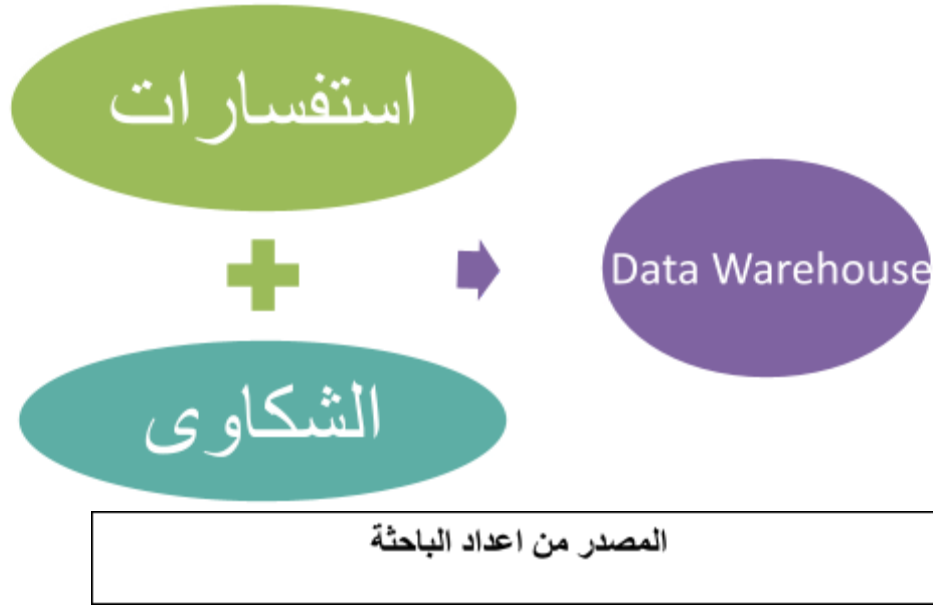 استفسارات
الشكاوى
Data Warehouse
المصدر من اعداد الباحثة